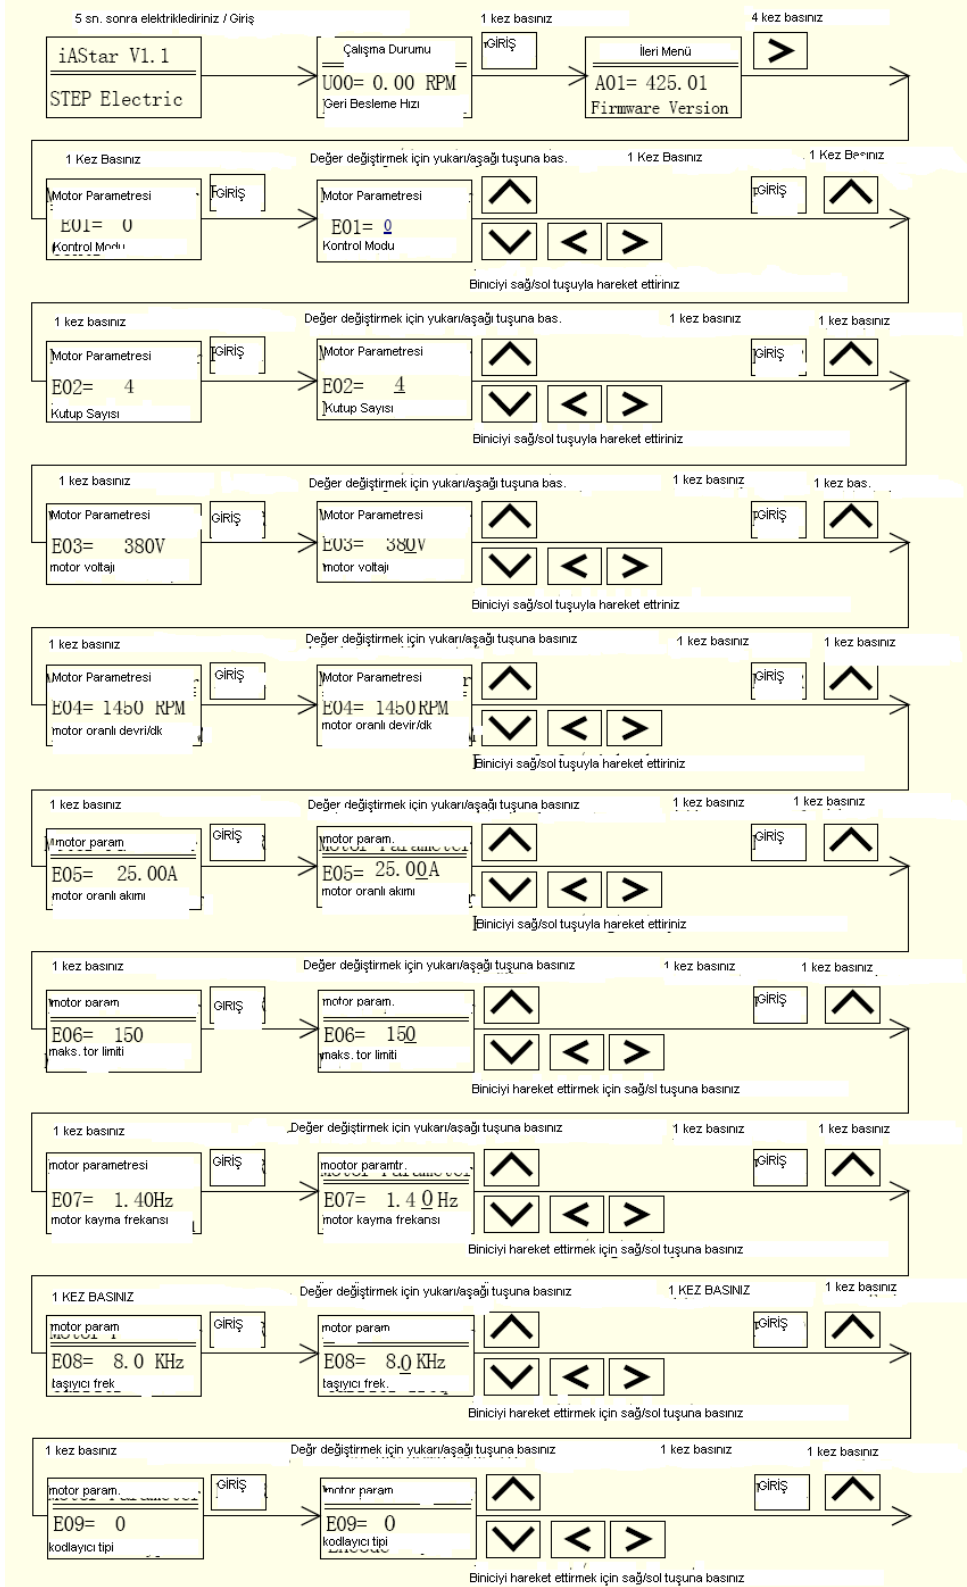 5 sn. sonra elektriklediriniz / Giriş
1 kez basınız
4 kez basınız
iAStar V1.1
STEP Electric
Çalışma Durumu
U00= 0.00 RPM
Geri Besleme Hızı
GİRİŞ
İleri Menü
A01= 425.01
Firmware Version
>
1 Kez Basınız
Değer değiştirmek için yukarı/aşağı tuşuna bas.
1 Kez Basınız
1 Kez Basınız
Motor Parametresi
E01= 0
Kontrol Modu
GİRİŞ
Motor Parametresi
E01= 0
Kontrol Modu
GİRİŞ
< >
Biniciyi sağ/sol tuşuyla hareket ettiriniz
1 kez basınız
Değer değiştirmek için yukarı/aşağı tuşuna bas.
1 kez basınız
1 kez basınız
Motor Parametresi
E02= 4
Kutup Sayısı
GİRİŞ
Motor Parametresi
E02= 4
Kutup Sayısı
GİRİŞ
< >
Biniciyi sağ/sol tuşuyla hareket ettiriniz
1 kez basınız
Değer değiştirmek için yukarı/aşağı tuşuna bas.
1 kez basınız
1 kez bas.
Motor Parametresi
E03= 380V
motor voltajı
GİRİŞ
Motor Parametresi
E03= 380V
motor voltajı
GİRİŞ
< >
Biniciyi sağ/sol tuşuyla hareket ettriniz
1 kez basınız
Değer değiştirmek için yukarı/aşağı tuşuna basınız
1 kez basınız
1 kez basınız
Motor Parametresi
E04= 1450 RPM
motor oranlı devri/dk
GİRİŞ
Motor Parametresi
E04= 1450RPM
motor oranlı devir/dk
GİRİŞ
< >
Biniciyi sağ/sol tuşuyla hareket ettiriniz
1 kez basınız
Değer değiştirmek için yukarı/aşağı tuşuna basınız
1 kez basınız
1 kez basınız
motor param
E05= 25.00A
motor oranlı akımı
GİRİŞ
motor param.
E05= 25.00A
motor oranlı akımı
GİRİŞ
< >
Biniciyi sağ/sol tuşuyla hareket ettiriniz
1 kez basınız
Değer değiştirmek için yukarı/aşağı tuşuna basınız
1 kez basınız
1 kez basınız
motor param
E06= 150
maks. tor limiti
GIRIŞ
motor param.
E06= 150
maks. tor limiti
GİRİŞ
< >
Biniciyi hareket ettirmek için sağ/sl tuşuna basınız
1 kez basınız
Değer değiştirmek için yukarı/aşağı tuşuna basınız
1 kez basınız
1 kez basınız
motor parametresi
E07= 1.40Hz
motor kayma frekansı
GİRİŞ
mootor paramtr.
E07= 1.40Hz
motor kayma frekansı
GİRİŞ
< >
Biniciyi hareket ettirmek için sağ/sol tuşuna basınız
1 KEZ BASINIZ
Değer değiştirmek için yukarı/aşağı tuşuna basınız
1 KEZ BASINIZ
1 kez basınız
motor param
E08= 8.0 KHz
taşıyıcı frek
GİRİŞ
motor param
E08= 8.0 KHz
taşıyıcı frek.
GİRİŞ
< >
Biniciyi hareket ettirmek için sağ/sol tuşuna basınız
1 kez basınız
Değr değiştirmek için yukarı/aşağı tuşuna basınız
1 kez basınız
1 kez basınız
motor param.
E09= 0
kodlayıcı tipi
GİRİŞ
motor param
E09= 0
kodlayıcı tipi
GİRİŞ
< >
Biniciyi hareket ettirmek için sağ/sol tuşuna basınız